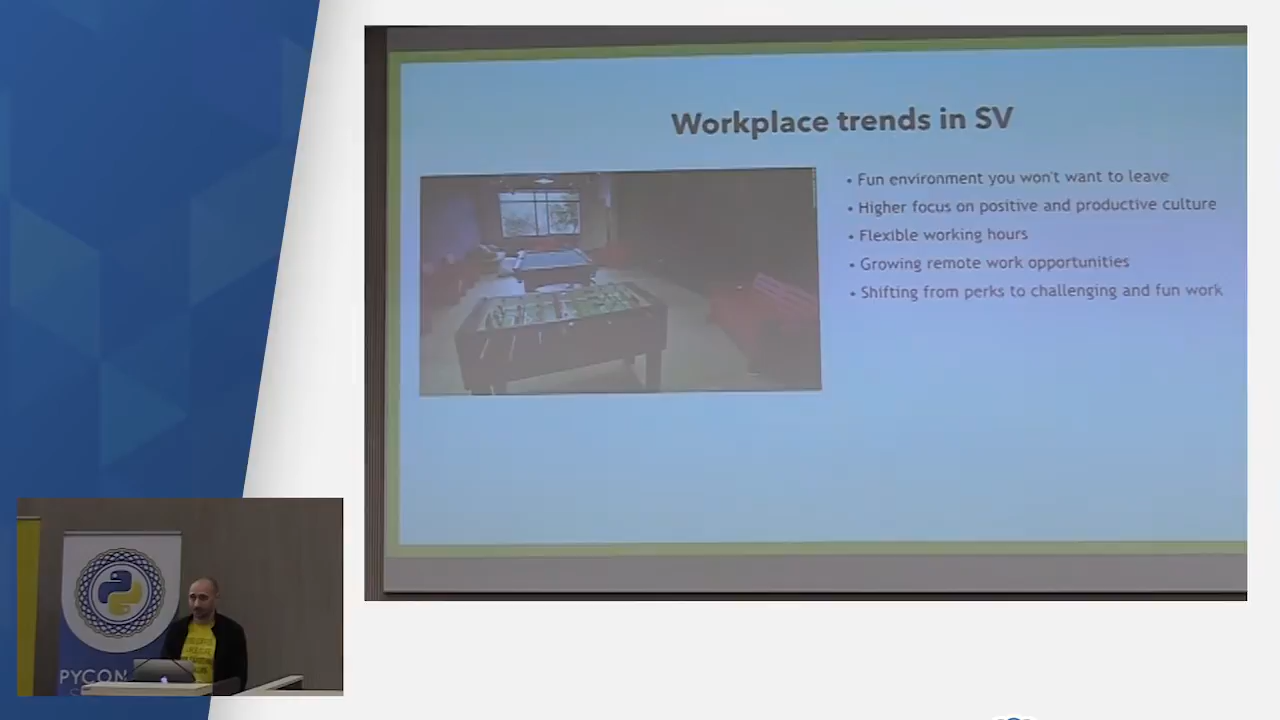 Workplace trends in SV
• Fun environment you won't want to leave
• Higher focus on positive and productive culture
• Flexible working hours
• Growing remote work opportunities
• Shifting from perks to challenging and fun work
PYCON